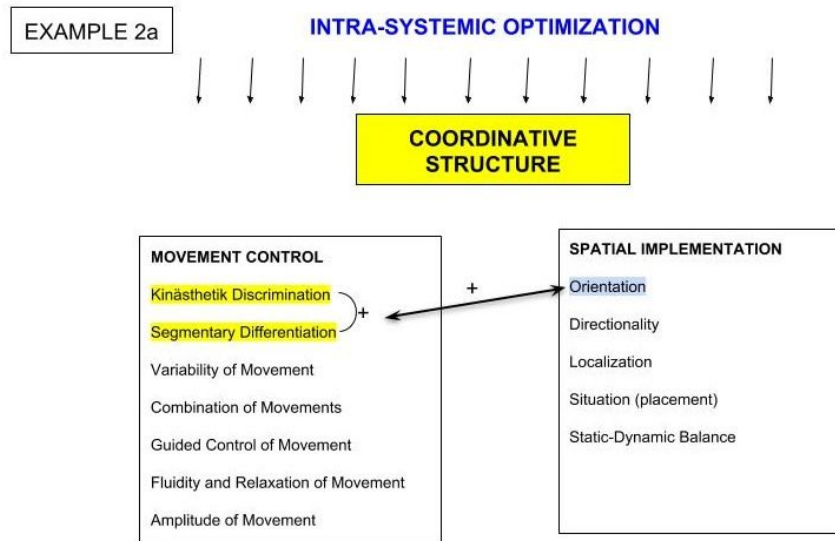 EXAMPLE 2a
INTRA-SYSTEMIC OPTIMIZATION
COORDINATIVE
STRUCTURE
MOVEMENT CONTROL
Kinästhetik Discrimination
Segmentary Differentiation
+
Variability of Movement
Combination of Movements
Guided Control of Movement
Fluidity and Relaxation of Movement
Amplitude of Movement
+
SPATIAL IMPLEMENTATION
Orientation
Directionality
Localization
Situation (placement)
Static-Dynamic Balance